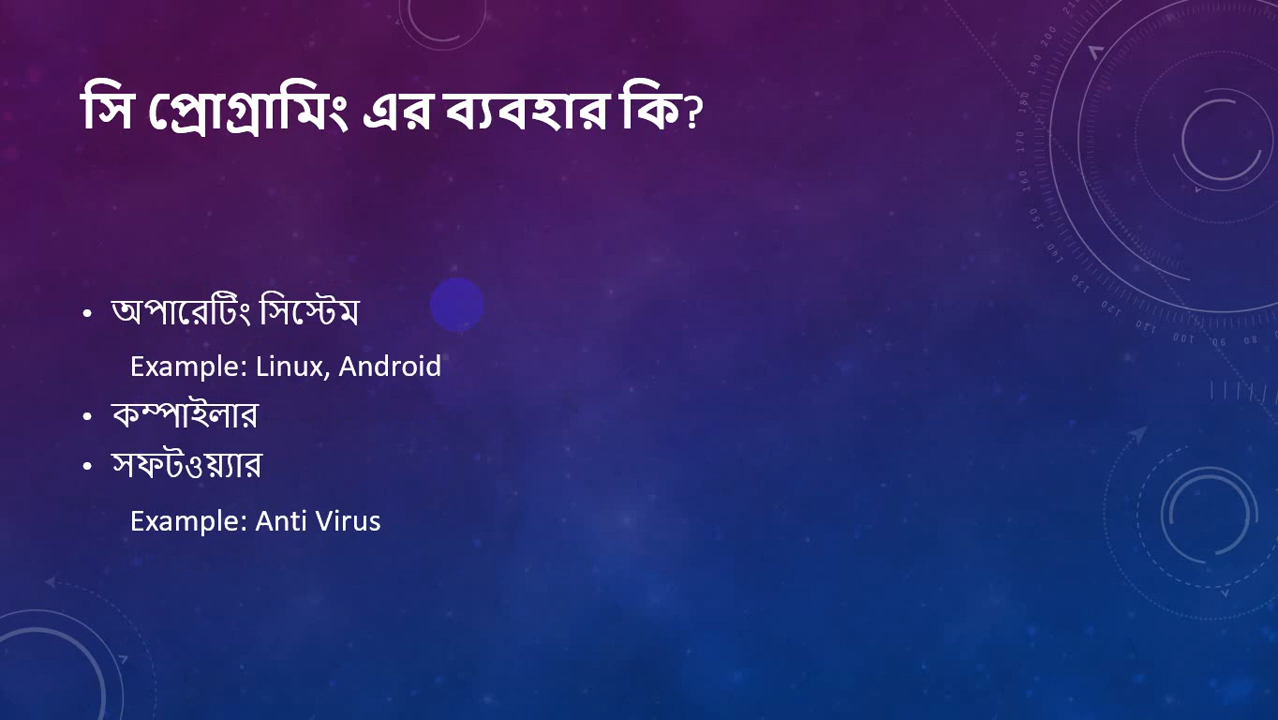 সি প্রোগ্রামিং এর ব্যবহার কি?
• অপারেটিং সিস্টেম
Example: Linux, Android
• কম্পাইলার
• সফটওয়্যার
Example: Anti Virus